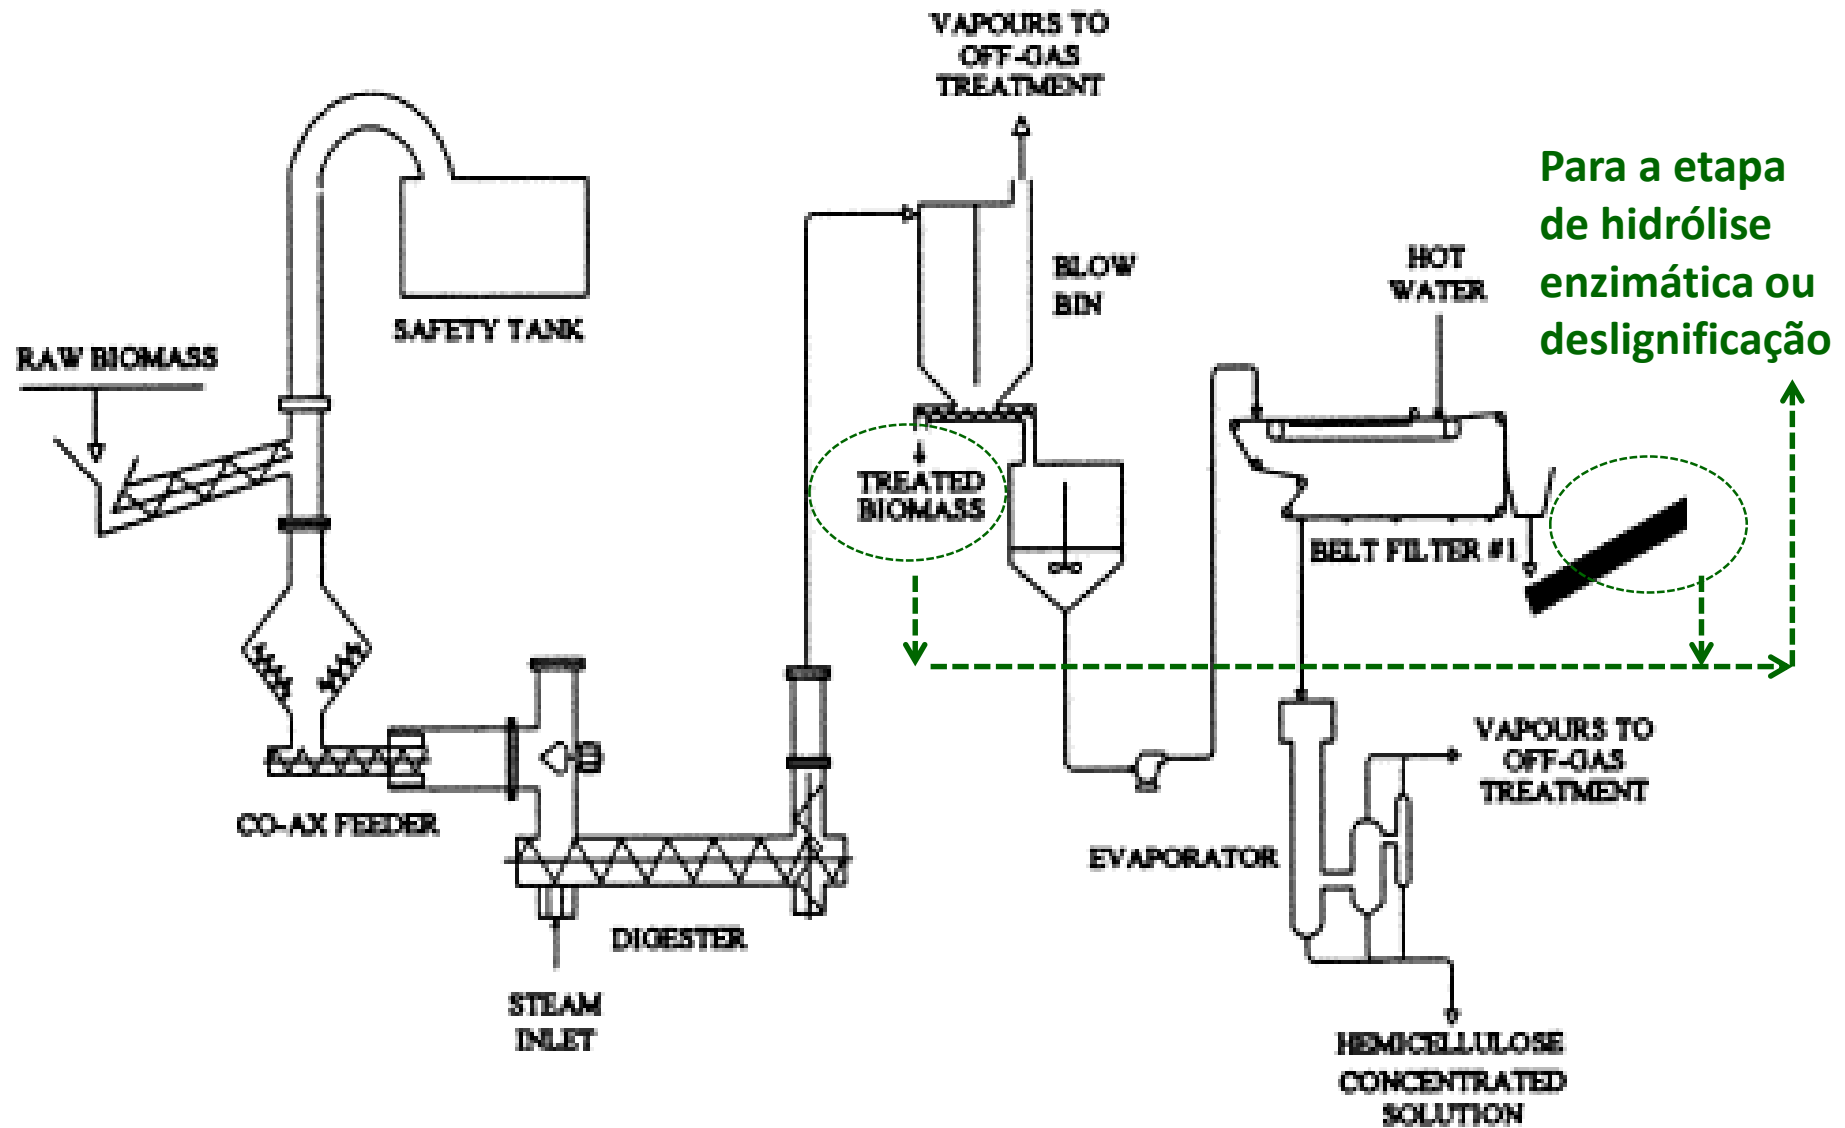 VAPOURS TO
OFF-GAS
TREATMENT
Para a etapa
de hidrólise
enzimática ou
deslignificação
HOT
WATER
BLOW
BIN
SAFETY TANK
RAW BIOMASS
TREATED
BIOMASS
BELT FILTER #1
VAPOURS TO
OFF-GAS
TREATMENT
CO-AX FEEDER
EVAPORATOR
DIGESTER
STEAM
INLET
HEMICELLULOSE
CONCENTRATED
SOLUTION